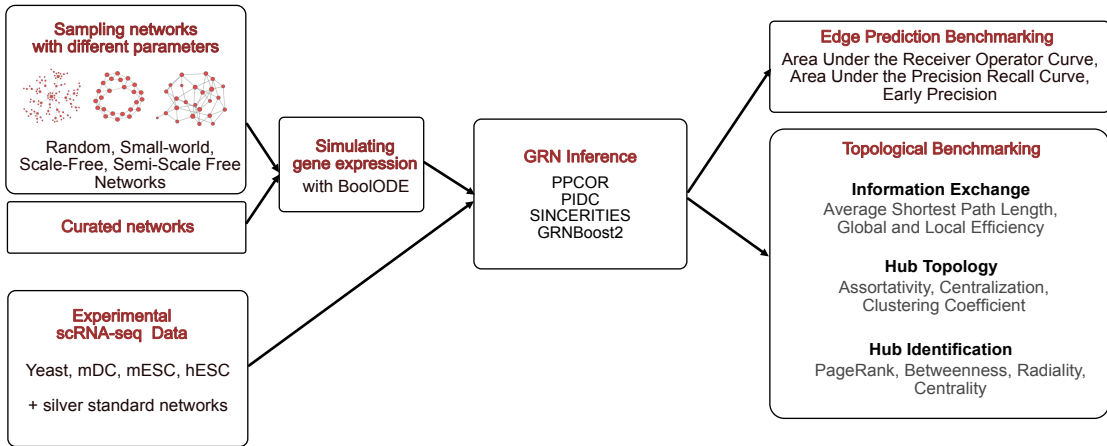 Sampling networks
with different parameters
Random, Small-world,
Scale-Free, Semi-Scale Free
Networks
Curated networks
Experimental
scRNA-seq Data
Yeast, mDC, mESC, hESC
+ silver standard networks
Simulating
gene expression
with BoolODE
GRN Inference
PPCOR
PIDC
SINCERITIES
GRNBoost2
Edge Prediction Benchmarking
Area Under the Receiver Operator Curve,
Area Under the Precision Recall Curve,
Early Precision
Topological Benchmarking
Information Exchange
Average Shortest Path Length,
Global and Local Efficiency
Hub Topology
Assortativity, Centralization,
Clustering Coefficient
Hub Identification
PageRank, Betweenness, Radiality,
Centrality